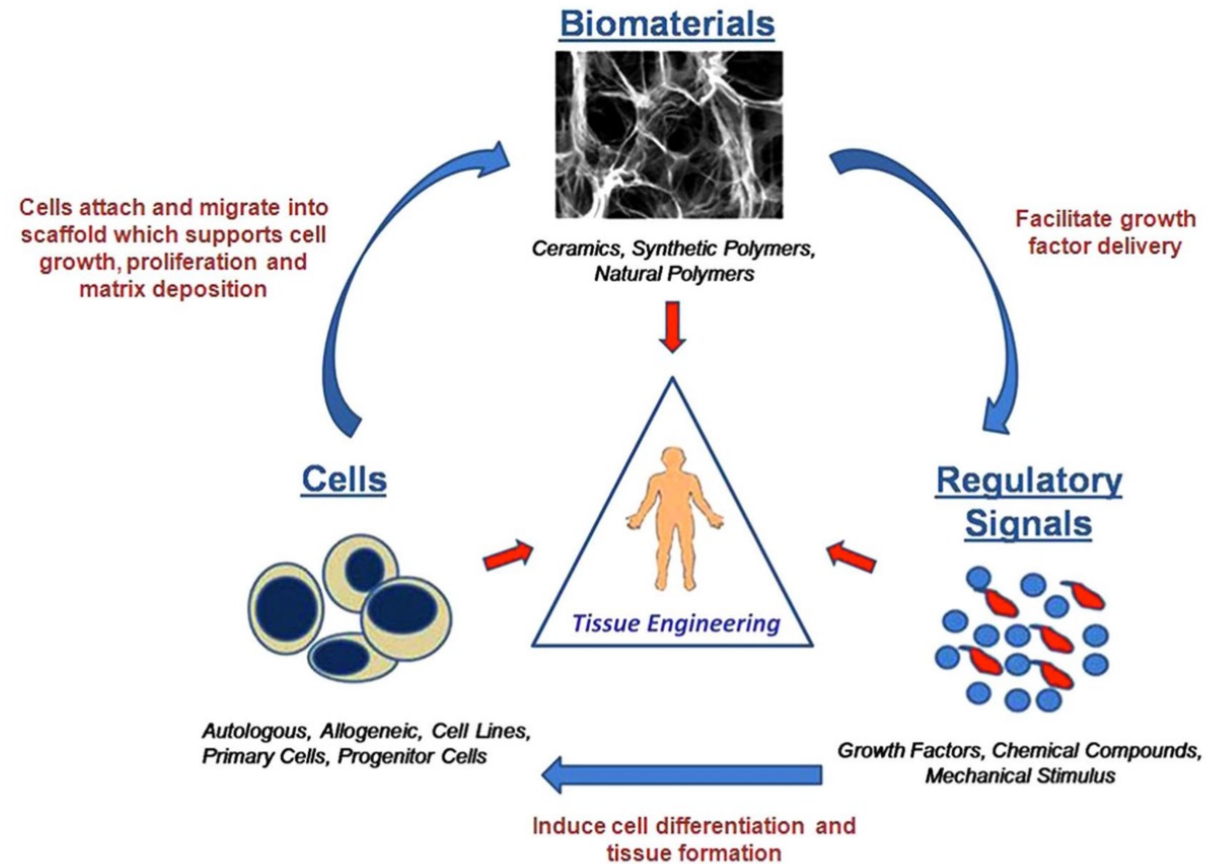 Biomaterials
Ceramics, Synthetic Polymers,
Natural Polymers
Cells attach and migrate into
scaffold which supports cell
growth, proliferation and
matrix deposition
Facilitate growth
factor delivery
Cells
Autologous, Allogeneic, Cell Lines,
Primary Cells, Progenitor Cells
Tissue Engineering
Regulatory
Signals
Growth Factors, Chemical Compounds,
Mechanical Stimulus
Induce cell differentiation and
tissue formation